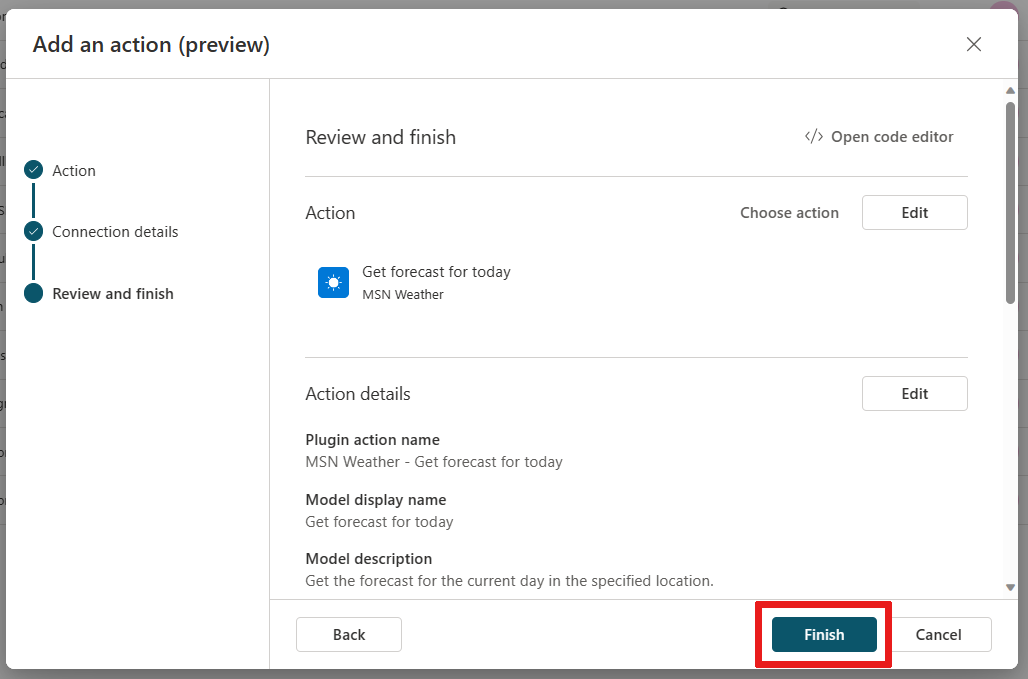 Add an action (preview)
Action
Connection details
Review and finish
Review and finish
</> Open code editor
Action
Choose action
Edit
Get forecast for today
MSN Weather
Action details
Edit
Plugin action name
MSN Weather - Get forecast for today
Model display name
Get forecast for today
Model description
Get the forecast for the current day in the specified location.
Back
Finish
Cancel